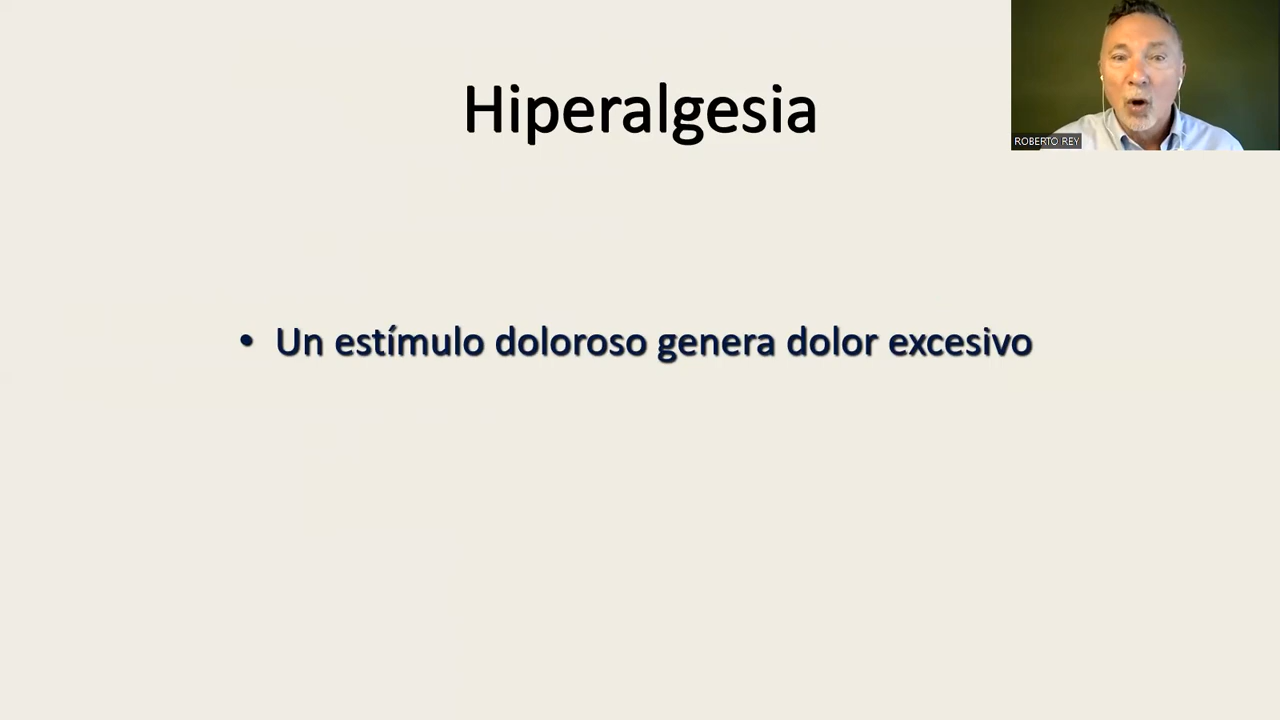 Hiperalgesia
ROBERTO REY
• Un estímulo doloroso genera dolor excesivo